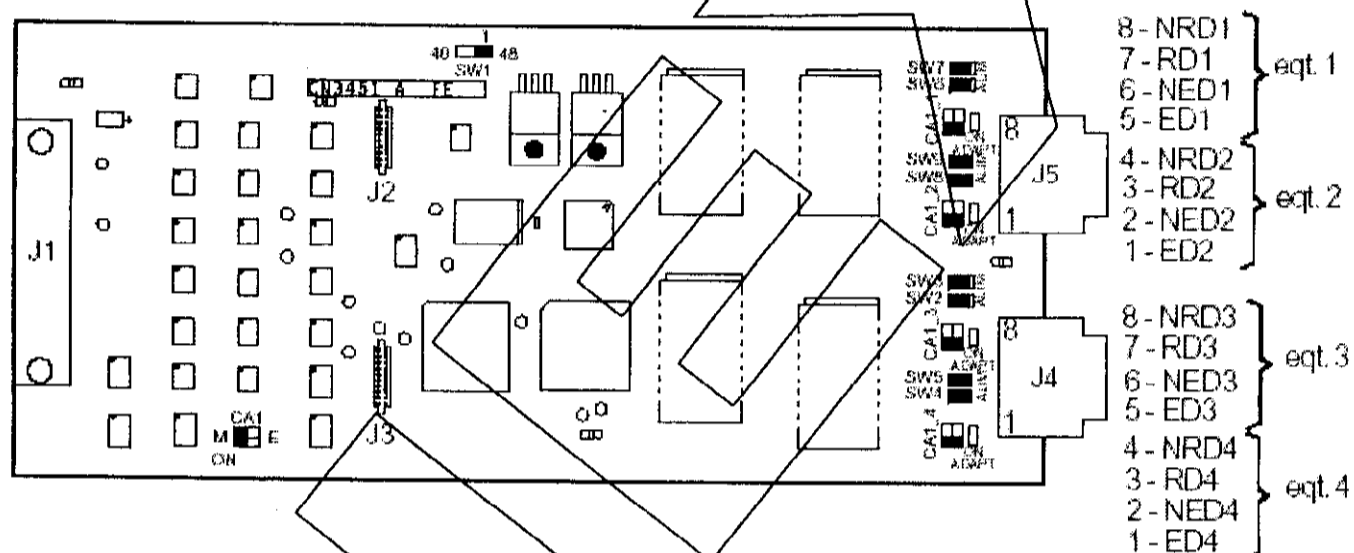 1
40 48
SW1
CN3451 A FE
J1
J2
J3
CA1
M E
ON
SW7
SW6
CA1_1
ON
ADAPT
SW9
SW8
CA1_2
ON
ADAPT
8
J5
1
SW3
SW2
CA1_3
ON
ADAPT
SW5
SW4
CA1_4
ON
ADAPT
8
J4
1
8 - NRD1
7 - RD1
6 - NED1
5 - ED1
eqt. 1
4 - NRD2
3 - RD2
2 - NED2
1 - ED2
eqt. 2
8 - NRD3
7 - RD3
6 - NED3
5 - ED3
eqt. 3
4 - NRD4
3 - RD4
2 - NED4
1 - ED4
eqt. 4